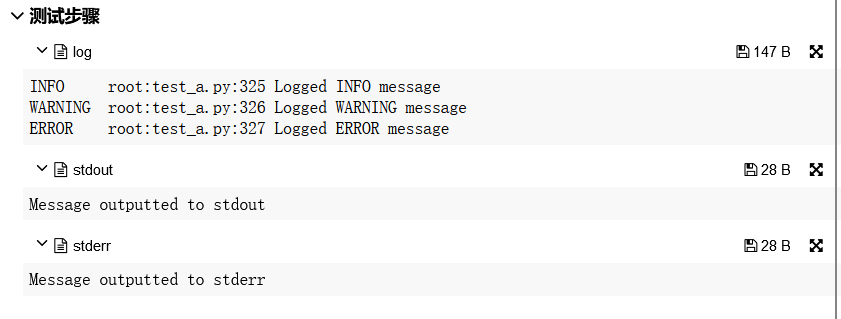 测试步骤
log 147 B
INFO root:test_a.py:325 Logged INFO message
WARNING root:test_a.py:326 Logged WARNING message
ERROR root:test_a.py:327 Logged ERROR message
stdout 28 B
Message outputted to stdout
stderr 28 B
Message outputted to stderr